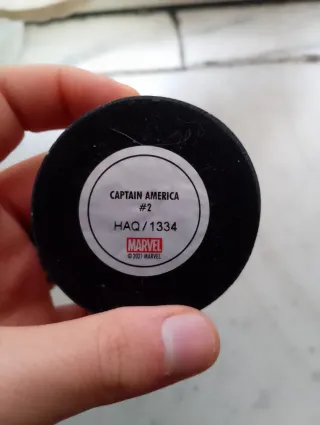 CAPTAIN AMERICA
#2
HAQ/1334
MARVEL
© 2021 MARVEL